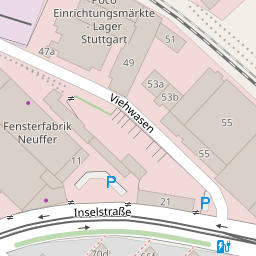 Poco
Einrichtungsmärkte
- Lager
Stuttgart
51
47a
49
53a
53b
Viehwasen
55
Fensterfabrik
Neuffer
11
55
P
P
21
Inselstraße
70d